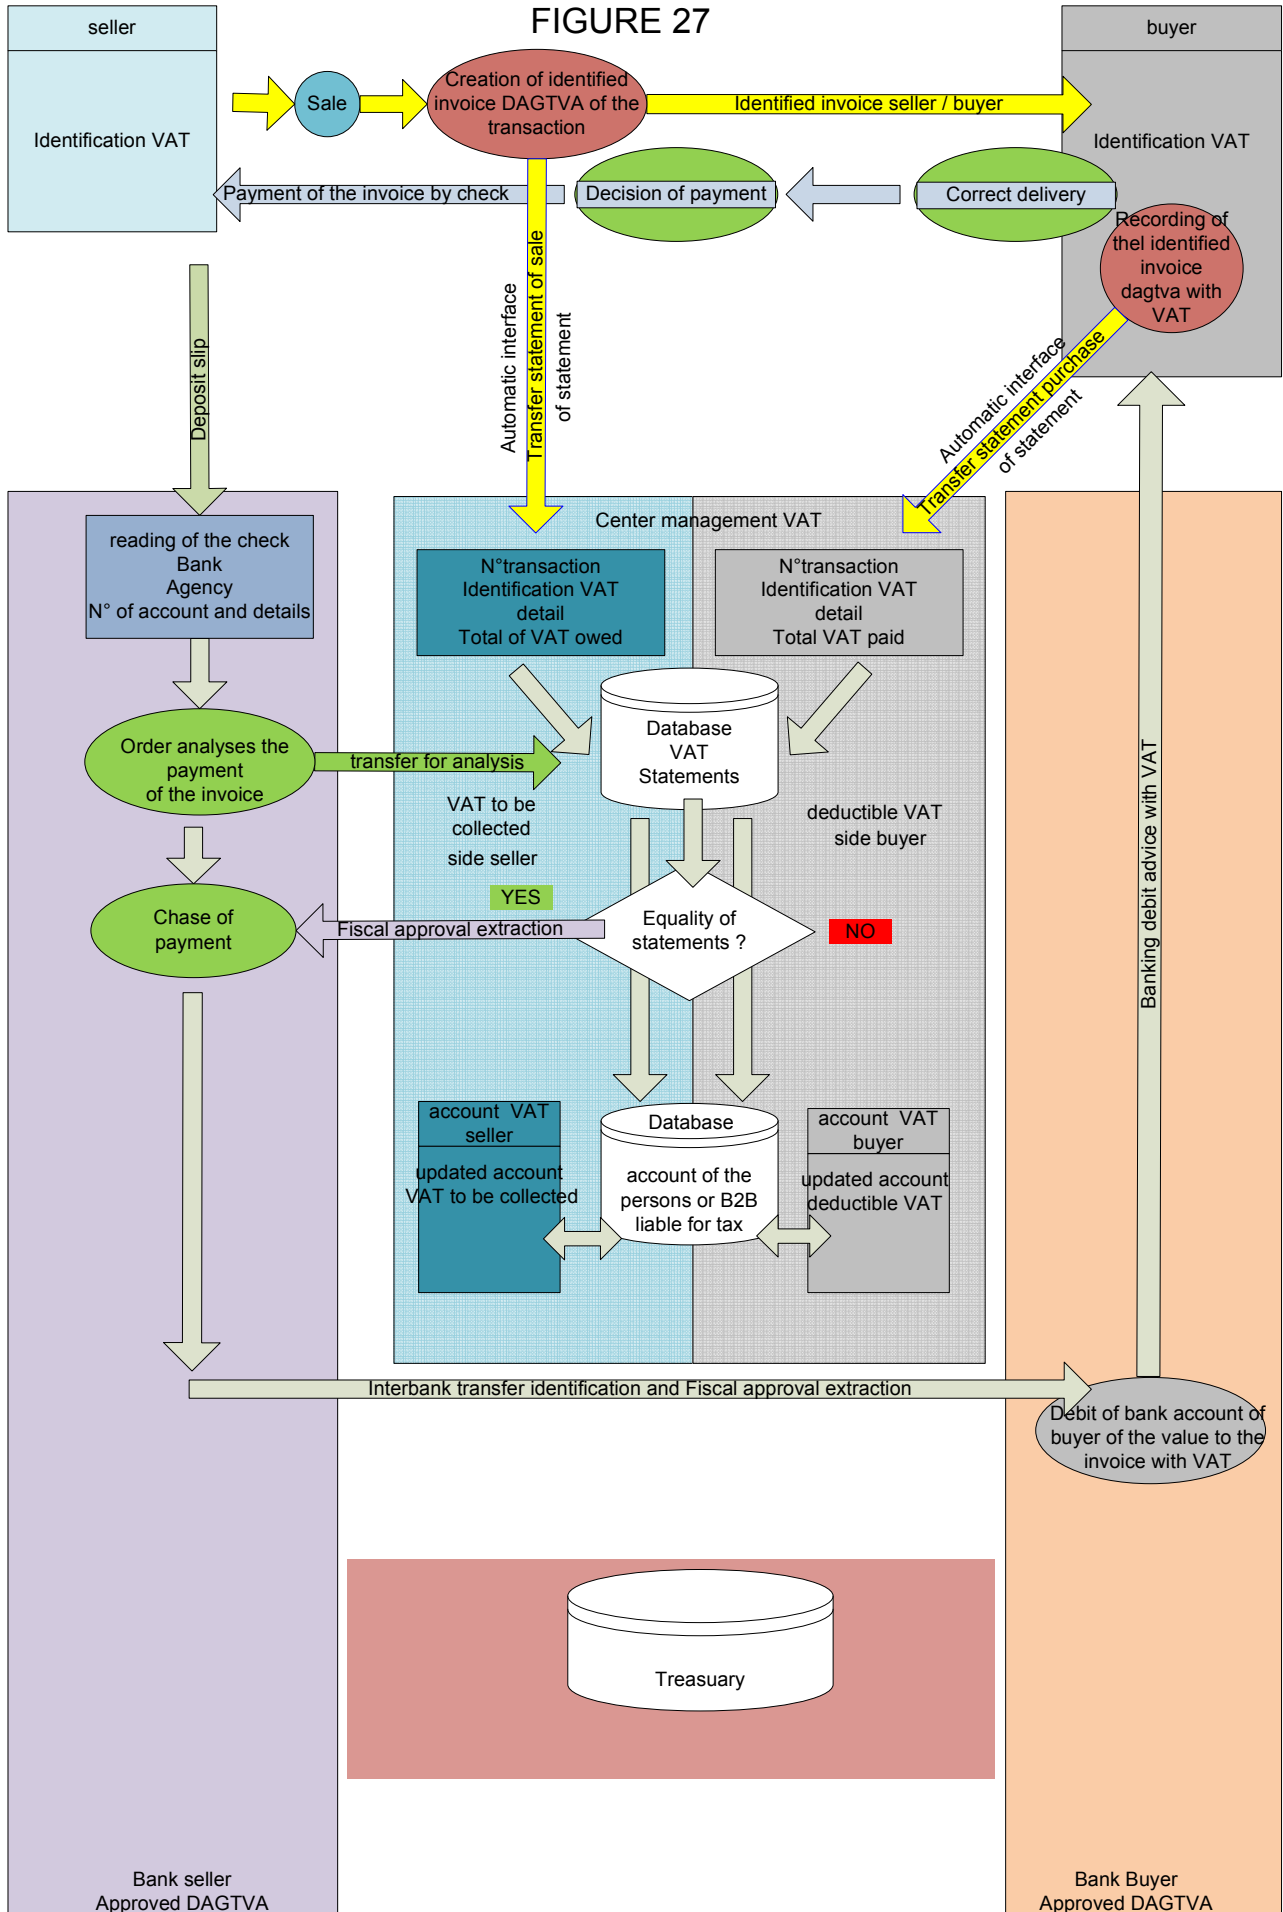 FIGURE 27
seller
Identification VAT
Sale
Creation of identified
invoice DAGTVA of the
transaction
Identified invoice seller / buyer
buyer
Identification VAT
Payment of the invoice by check
Decision of payment
Correct delivery
Recording of
thel identified
invoice
dagtva with
VAT
Deposit slip
Automatic interface
Transfer statement of sale
of statement
Automatic interface
Transfer statement purchase
of statement
reading of the check
Bank
Agency
N° of account and details
Center management VAT
N°transaction
Identification VAT
detail
Total of VAT owed
N°transaction
Identification VAT
detail
Total VAT paid
Order analyses the
payment
of the invoice
transfer for analysis
Database
VAT
Statements
VAT to be
collected
side seller
deductible VAT
side buyer
YES
Chase of
payment
Fiscal approval extraction
Equality of
statements ?
NO
Banking debit advice with VAT
account VAT
seller
updated account
VAT to be collected
Database
account of the
persons or B2B
liable for tax
account VAT
buyer
updated account
deductible VAT
Interbank transfer identification and Fiscal approval extraction
Debit of bank account of
buyer of the value to the
invoice with VAT
Treasuary
Bank seller
Approved DAGTVA
Bank Buyer
Approved DAGTVA